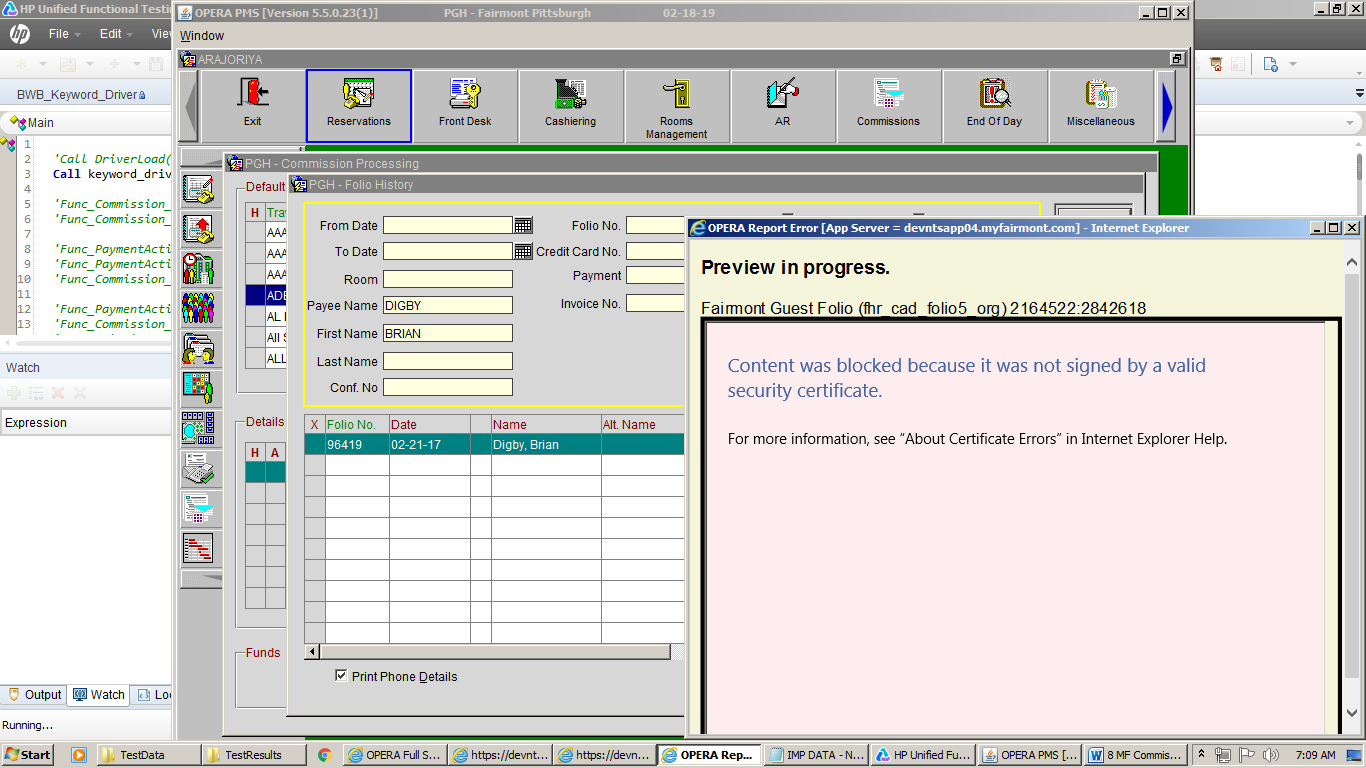 HP Unified Functional Testin
OPERA PMS [Version 5.5.0.23(1)] PGH - Fairmont Pittsburgh 02-18-19
File Edit Vie
Window
ARAJORIYA
BWB_Keyword_Driver
Exit
Reservations
Front Desk
Cashiering
Rooms
Management
AR
Commissions
End Of Day
Miscellaneous
Main
1
2 'Call DriverLoad(
3 Call keyword_driv
4
5 'Func_Commission_
6 'Func_Commission_
7
8 'Func_PaymentActi
9 'Func_PaymentActi
10 'Func_Commission_
11
12 'Func_PaymentActi
13 'Func_Commission_
PGH - Commission Processing
Default
H Trav
AAA
AAA
AAA
ADE
AL
All S
ALL
Details
H A
Funds
PGH - Folio History
From Date Folio No.
To Date Credit Card No.
Room Payment
Payee Name DIGBY Invoice No.
First Name BRIAN
Last Name
Conf. No
X Folio No. Date Name Alt. Name
96419 02-21-17 Digby, Brian
Print Phone Details
OPERA Report Error [App Server = devntsapp04.myfairmont.com] - Internet Explorer
Preview in progress.
Fairmont Guest Folio (fhr_cad_folio5_org) 2164522:2842618
Content was blocked because it was not signed by a valid
security certificate.
For more information, see “About Certificate Errors” in Internet Explorer Help.
Watch
Expression
Output Watch Lo
Running...
Start TestData TestResults OPERA Full S... https://devnt... https://devn... OPERA Rep... IMP DATA - N... HP Unified Fu... OPERA PMS [... 8 MF Commis... 7:09 AM